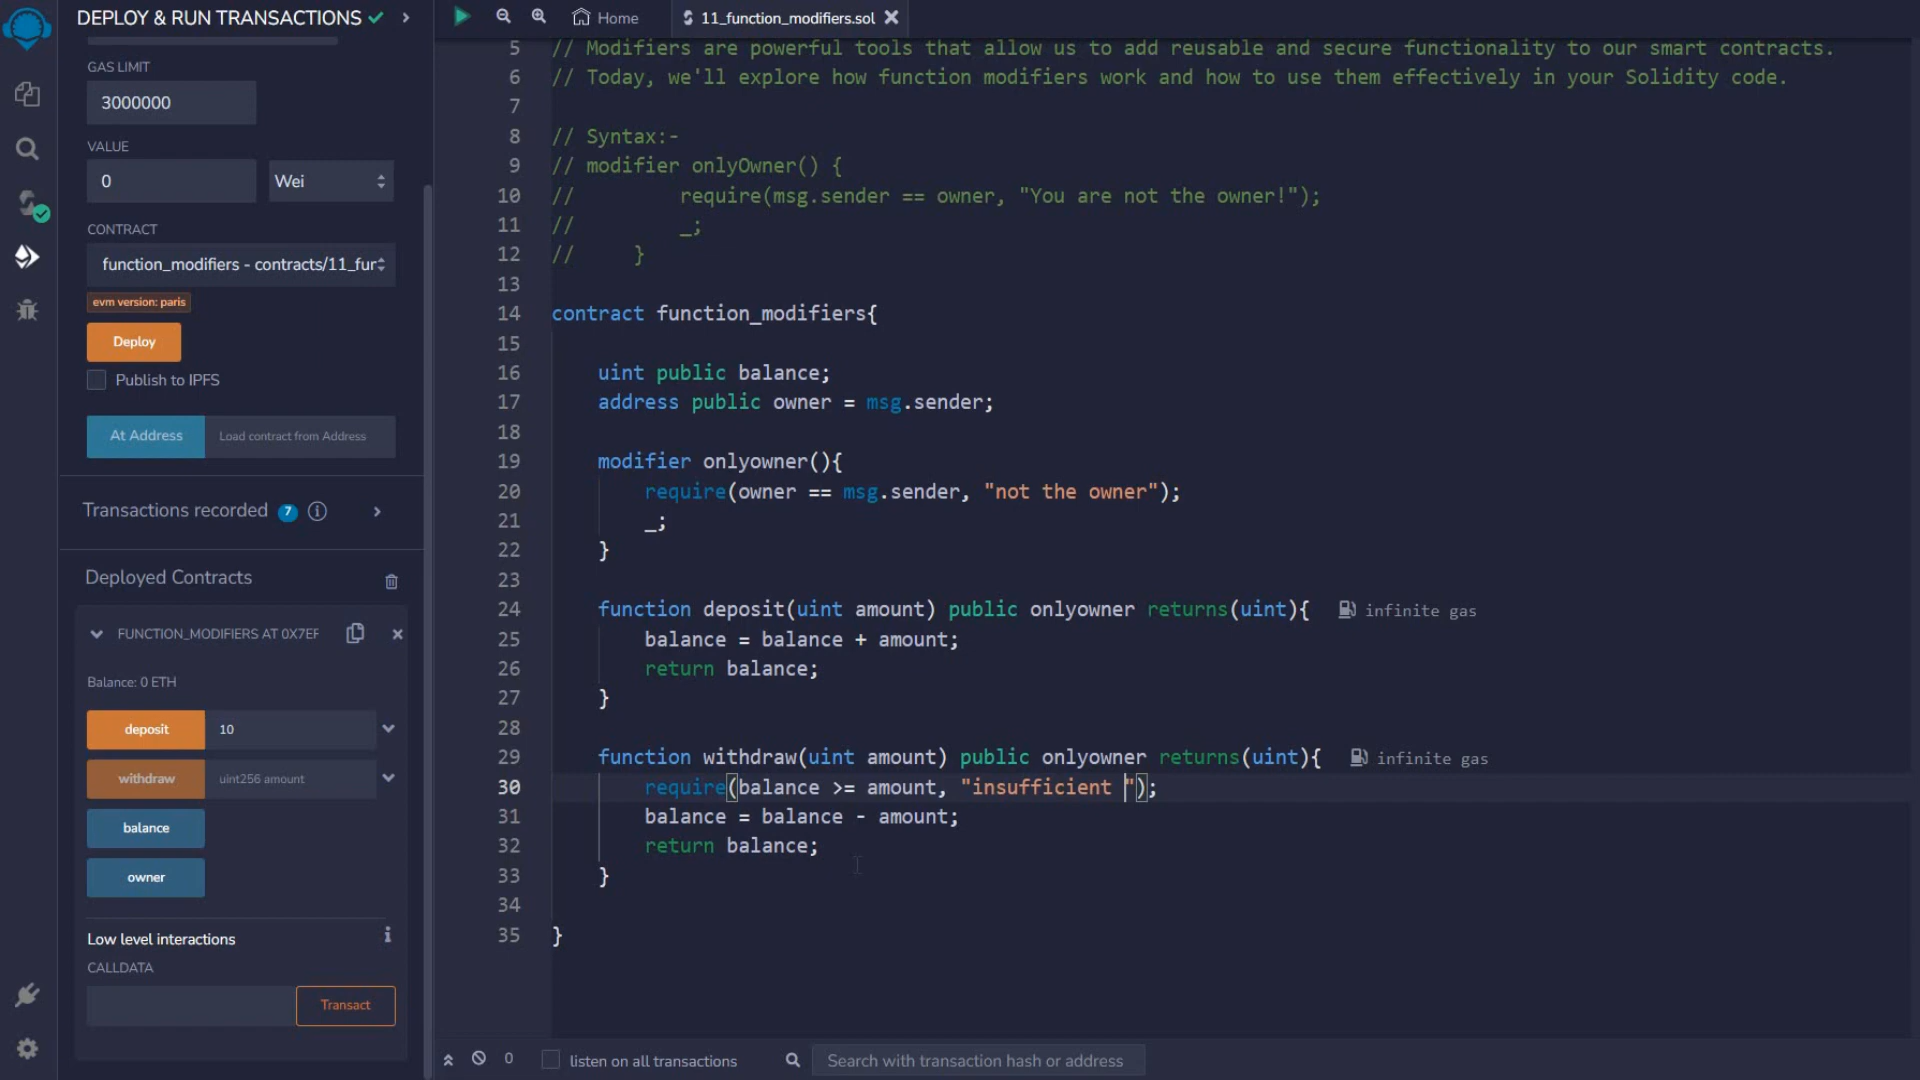 DEPLOY & RUN TRANSACTIONS
GAS LIMIT
3000000
VALUE
0
Wei
CONTRACT
function_modifiers - contracts/11_fur
evm version: paris
Deploy
Publish to IPFS
At Address
Load contract from Address
Transactions recorded 7 i
Deployed Contracts
FUNCTION_MODIFIERS AT 0X7EF
Balance: 0 ETH
deposit 10
withdraw uint256 amount
balance
owner
Low level interactions i
CALLDATA
Transact
Home
11_function_modifiers.sol
5 // Modifiers are powerful tools that allow us to add reusable and secure functionality to our smart contracts.
6 // Today, we'll explore how function modifiers work and how to use them effectively in your Solidity code.
7
8 // Syntax:-
9 // modifier onlyOwner() {
10 // require(msg.sender == owner, "You are not the owner!");
11 // _;
12 // }
13
14 contract function_modifiers{
15
16 uint public balance;
17 address public owner = msg.sender;
18
19 modifier onlyowner(){
20 require(owner == msg.sender, "not the owner");
21 _;
22 }
23
24 function deposit(uint amount) public onlyowner returns(uint){ infinite gas
25 balance = balance + amount;
26 return balance;
27 }
28
29 function withdraw(uint amount) public onlyowner returns(uint){ infinite gas
30 require(balance >= amount, "insufficient ");
31 balance = balance - amount;
32 return balance;
33 }
34
35 }
0
listen on all transactions
Search with transaction hash or address